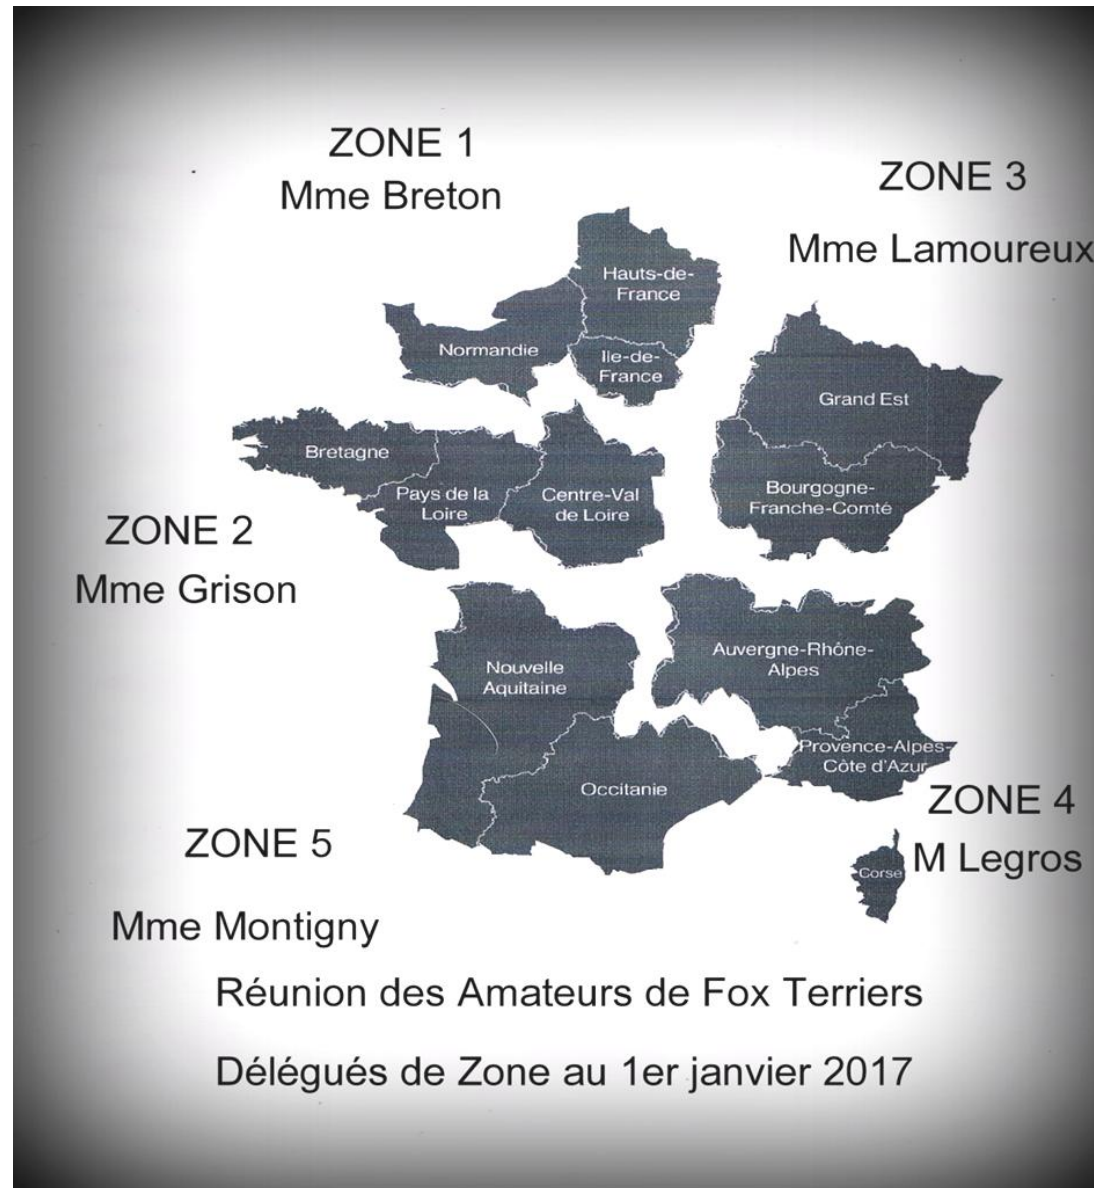 ZONE 1
Mme Breton
ZONE 3
Mme Lamoureux
Hauts-de-
France
Normandie
Ile-de-
France
Grand Est
Bretagne
Pays de la
Loire
Centre-Val
de Loire
Bourgogne-
Franche-Comté
ZONE 2
Mme Grison
Nouvelle
Aquitaine
Auvergne-Rhône-
Alpes
Provence-Alpes-
Côte d'Azur
Occitanie
ZONE 4
M Legros
Corse
ZONE 5
Mme Montigny
Réunion des Amateurs de Fox Terriers
Délégués de Zone au 1er janvier 2017